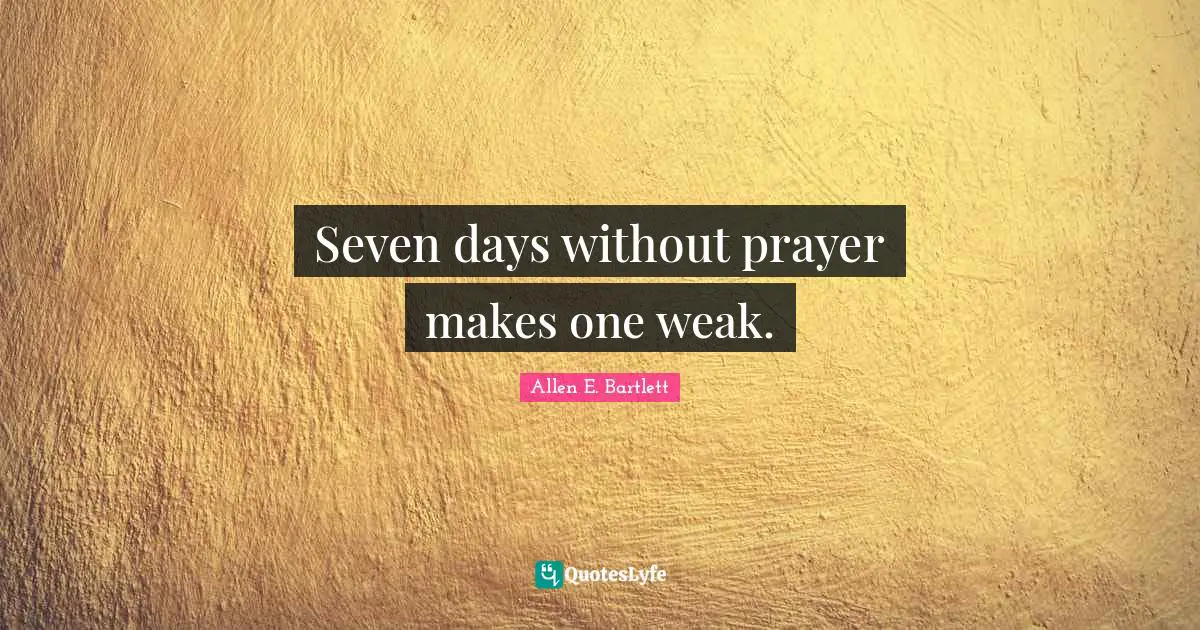 Seven days without prayer
makes one weak.
Allen E. Bartlett
QuotesLyfe